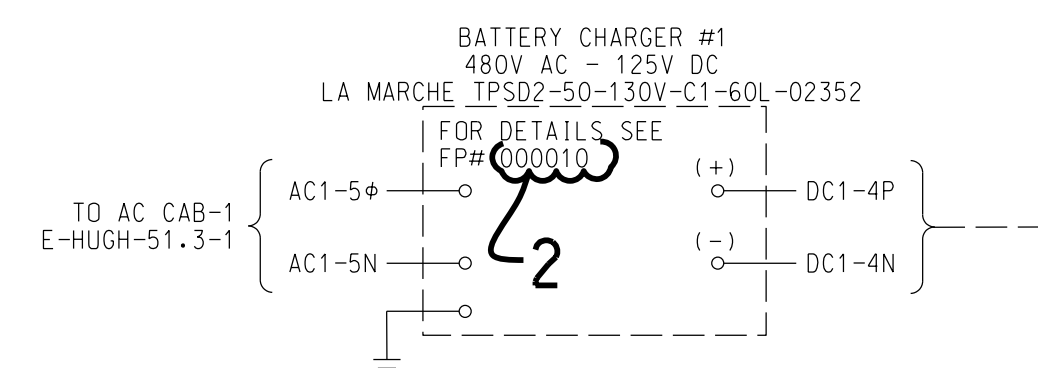 BATTERY CHARGER #1
480V AC - 125V DC
LA MARCHE TPSD2-50-130V-C1-60L-02352
FOR DETAILS SEE
FP# 000010
TO AC CAB-1
E-HUGH-51.3-1
AC1-5ϕ
AC1-5N
2
(+)
(-)
DC1-4P
DC1-4N